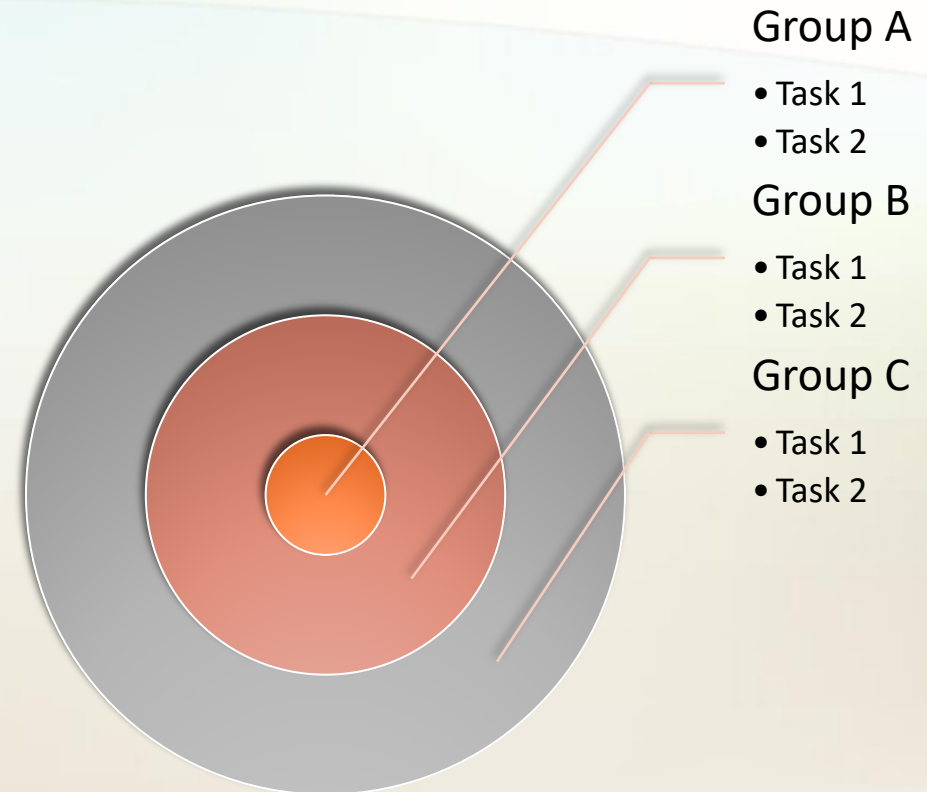 Group A
• Task 1
• Task 2
Group B
• Task 1
• Task 2
Group C
• Task 1
• Task 2